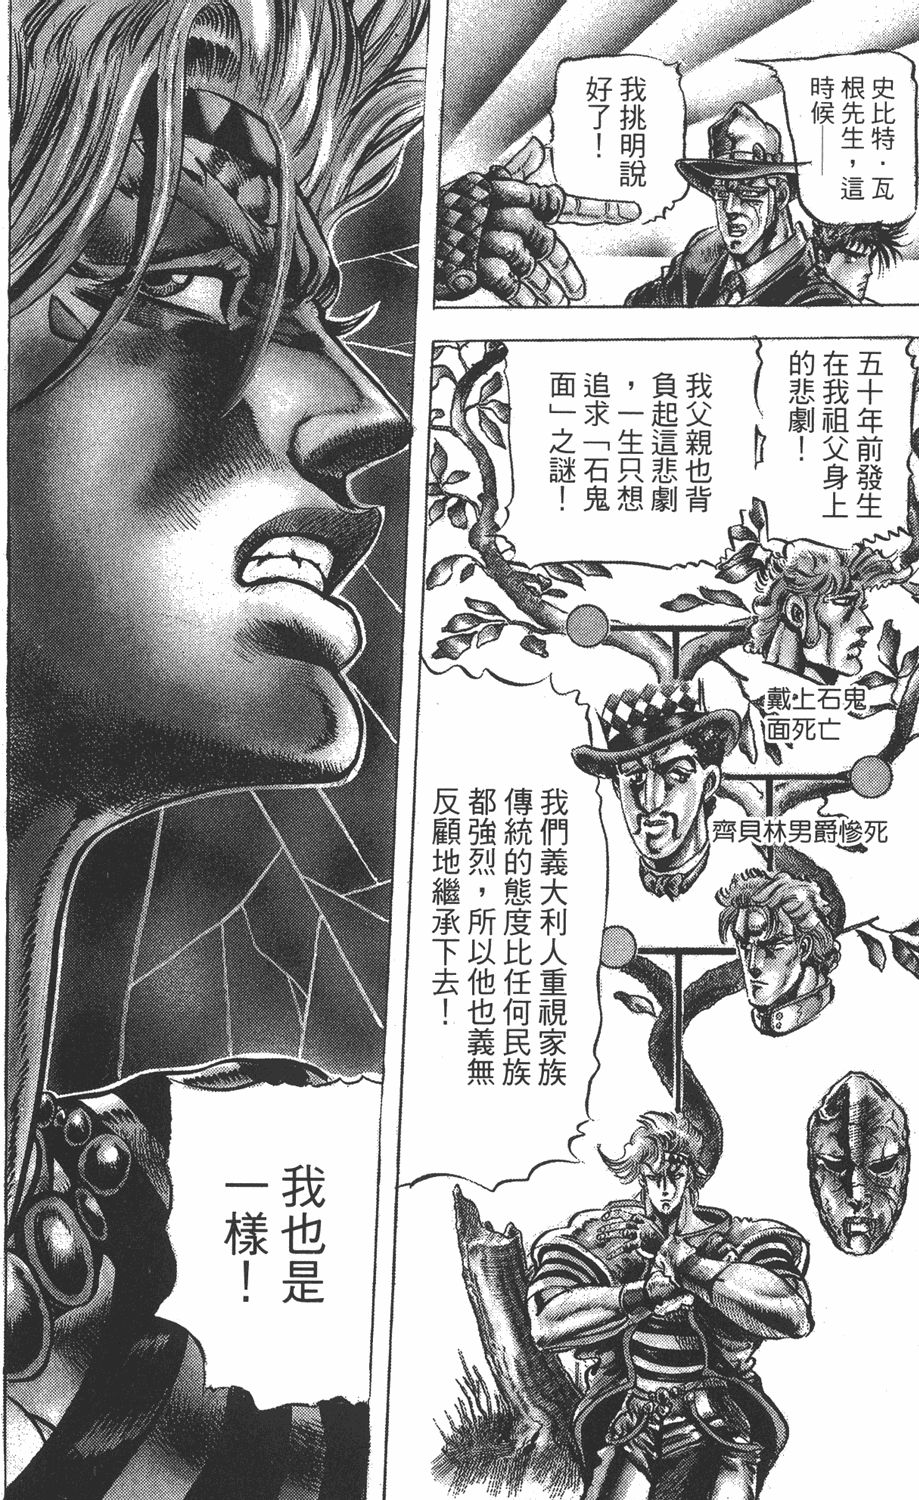 史比特．瓦
根先生，這
時候——
我挑明說
好了！
五十年前發生
在我祖父身上
的悲劇！
我父親也背
負起這悲劇
，一生只想
追求「石鬼
面」之謎！
戴上石鬼
面死亡
齊貝林男爵慘死
我們義大利人重視家族
傳統的態度比任何民族
都強烈，所以他也義無
反顧地繼承下去！
我也是
一樣！